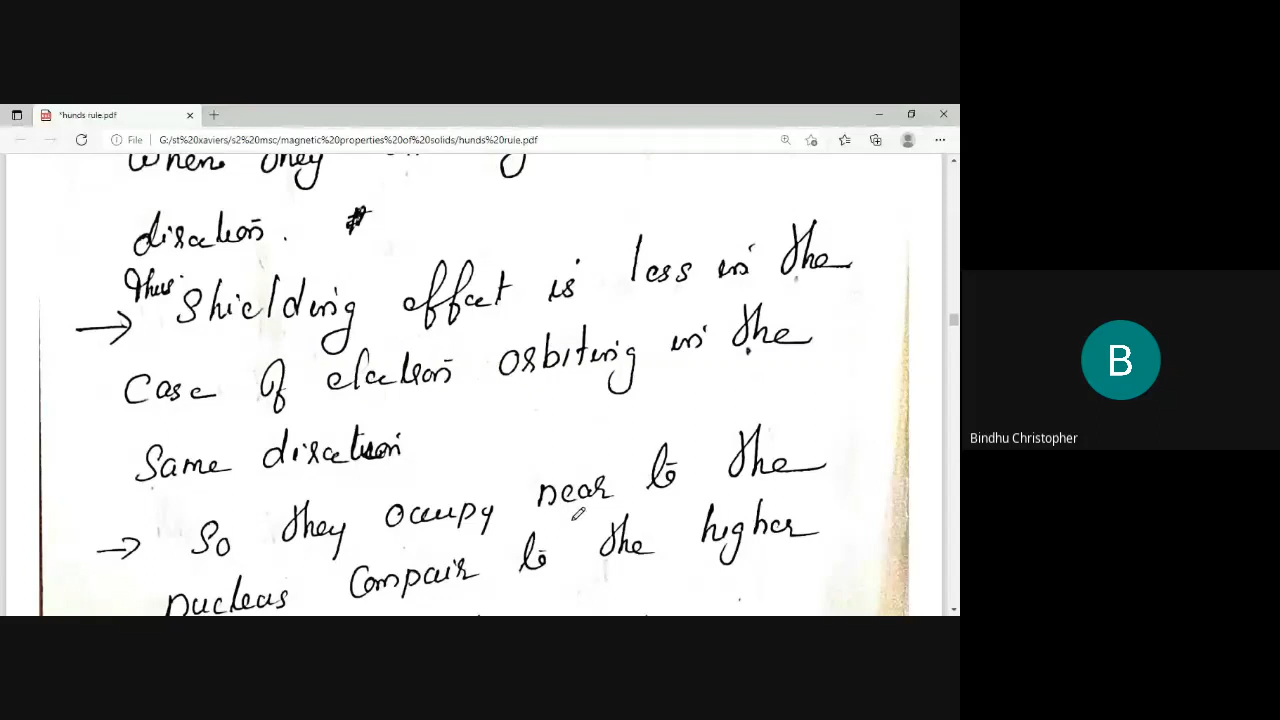 *hunds rule.pdf
File G:/st%20xaviers/s2%20msc/magnetic%20properties%20of%20solids/hunds%20rule.pdf
When they
direction.
Thus
→ Shielding effect is less in the
Case of electron orbiting in the
Same direction
→ So they occupy near to the
nucleus Compair to the higher
B
Bindhu Christopher